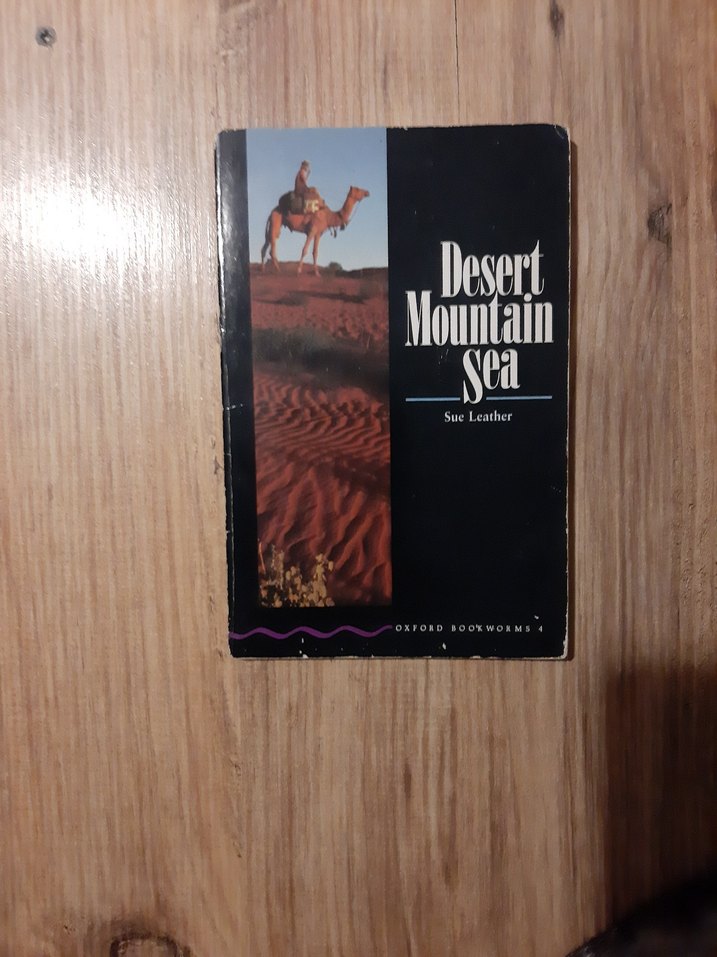 Desert
Mountain
Sea
Sue Leather
OXFORD BOOKWORMS 4